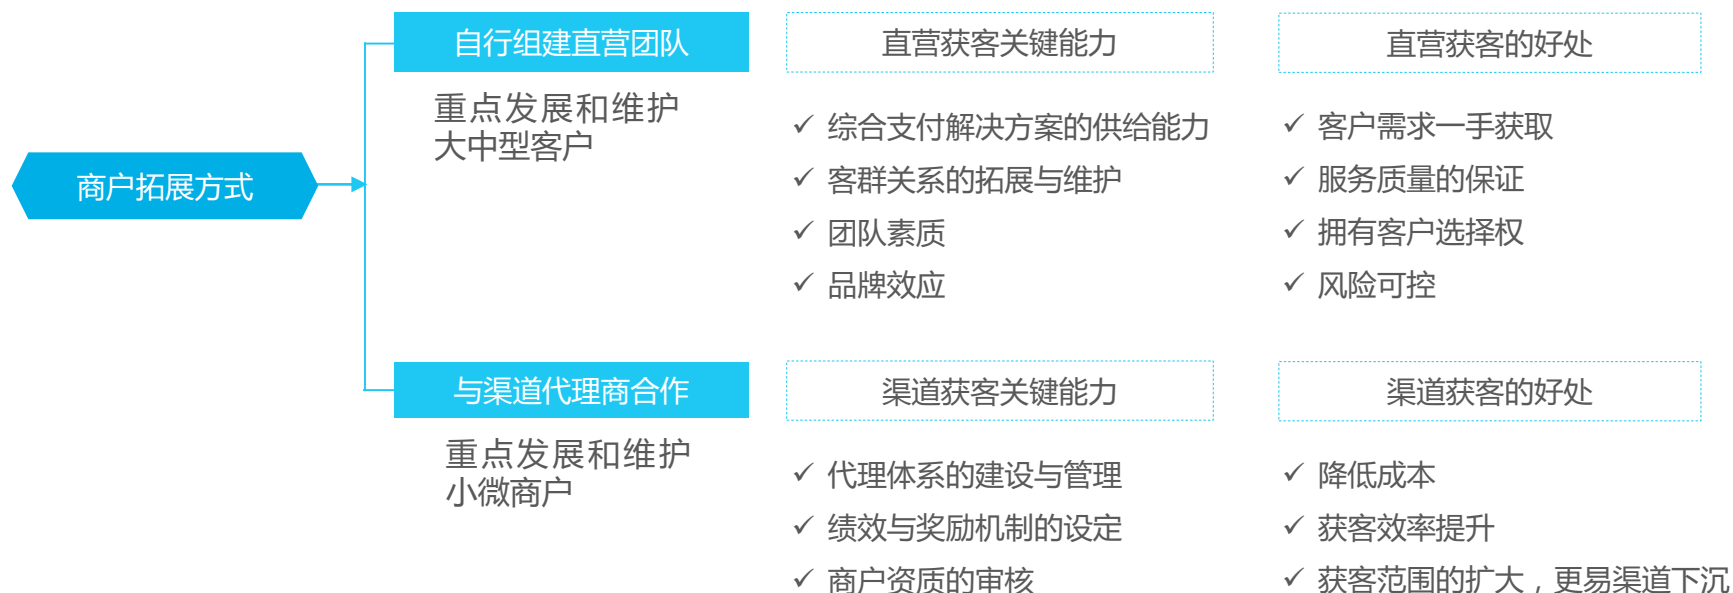 商户拓展方式
自行组建直营团队
重点发展和维护
大中型客户
直营获客关键能力
✓ 综合支付解决方案的供给能力
✓ 客群关系的拓展与维护
✓ 团队素质
✓ 品牌效应
直营获客的好处
✓ 客户需求一手获取
✓ 服务质量的保证
✓ 拥有客户选择权
✓ 风险可控
与渠道代理商合作
重点发展和维护
小微商户
渠道获客关键能力
✓ 代理体系的建设与管理
✓ 绩效与奖励机制的设定
✓ 商户资质的审核
渠道获客的好处
✓ 降低成本
✓ 获客效率提升
✓ 获客范围的扩大，更易渠道下沉